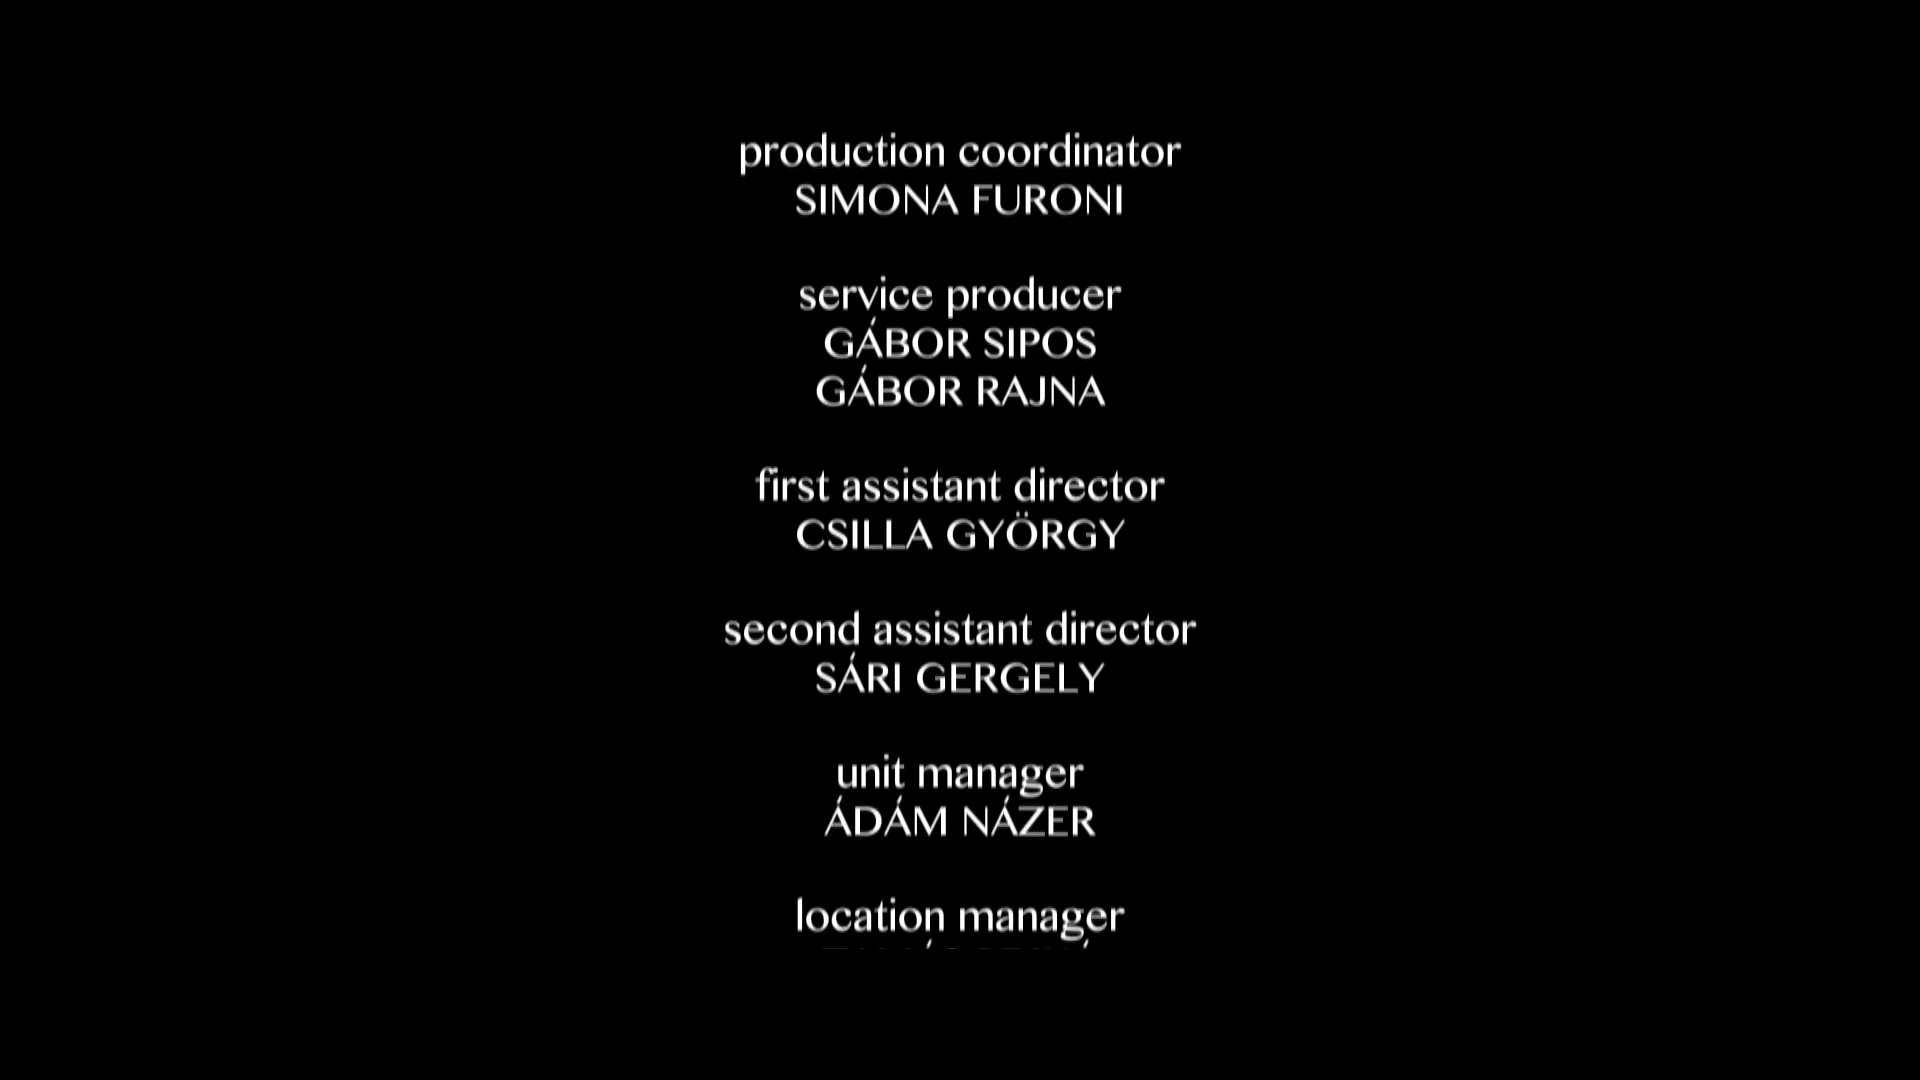 production coordinator
SIMONA FURONI
service producer
GÁBOR SIPOS
GÁBOR RAJNA
first assistant director
CSILLA GYÖRGY
second assistant director
SÁRI GERGELY
unit manager
ÁDÁM NÁZER
location manager